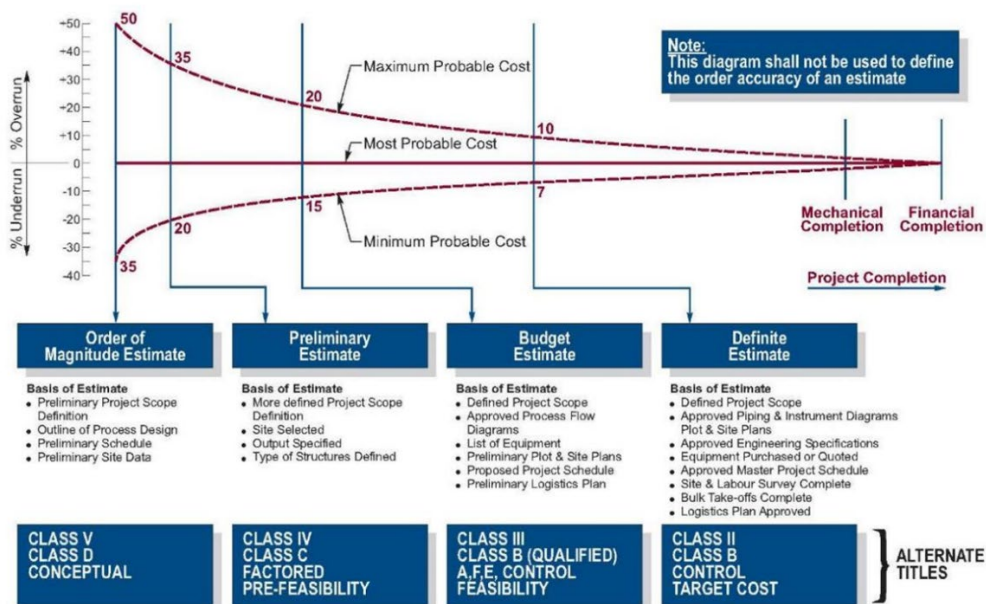 +50
+40
+30
+20
+10
0
-10
-20
-30
-40
% Overrun
% Underrun
50
35
20
10
35
20
15
7
Maximum Probable Cost
Most Probable Cost
Minimum Probable Cost
Note:
This diagram shall not be used to define
the order accuracy of an estimate
Mechanical
Completion
Financial
Completion
Project Completion
Order of
Magnitude Estimate
Basis of Estimate
• Preliminary Project Scope
Definition
• Outline of Process Design
• Preliminary Schedule
• Preliminary Site Data
Preliminary
Estimate
Basis of Estimate
• More defined Project Scope
Definition
• Site Selected
• Output Specified
• Type of Structures Defined
Budget
Estimate
Basis of Estimate
• Defined Project Scope
• Approved Process Flow
Diagrams
• List of Equipment
• Preliminary Plot & Site Plans
• Proposed Project Schedule
• Preliminary Logistics Plan
Definite
Estimate
Basis of Estimate
• Defined Project Scope
• Approved Piping & Instrument Diagrams
Plot & Site Plans
• Approved Engineering Specifications
• Equipment Purchased or Quoted
• Approved Master Project Schedule
• Site & Labour Survey Complete
• Bulk Take-offs Complete
• Logistics Plan Approved
CLASS V
CLASS D
CONCEPTUAL
CLASS IV
CLASS C
FACTORED
PRE-FEASIBILITY
CLASS III
CLASS B (QUALIFIED)
A.F.E, CONTROL
FEASIBILITY
CLASS II
CLASS B
CONTROL
TARGET COST
ALTERNATE
TITLES